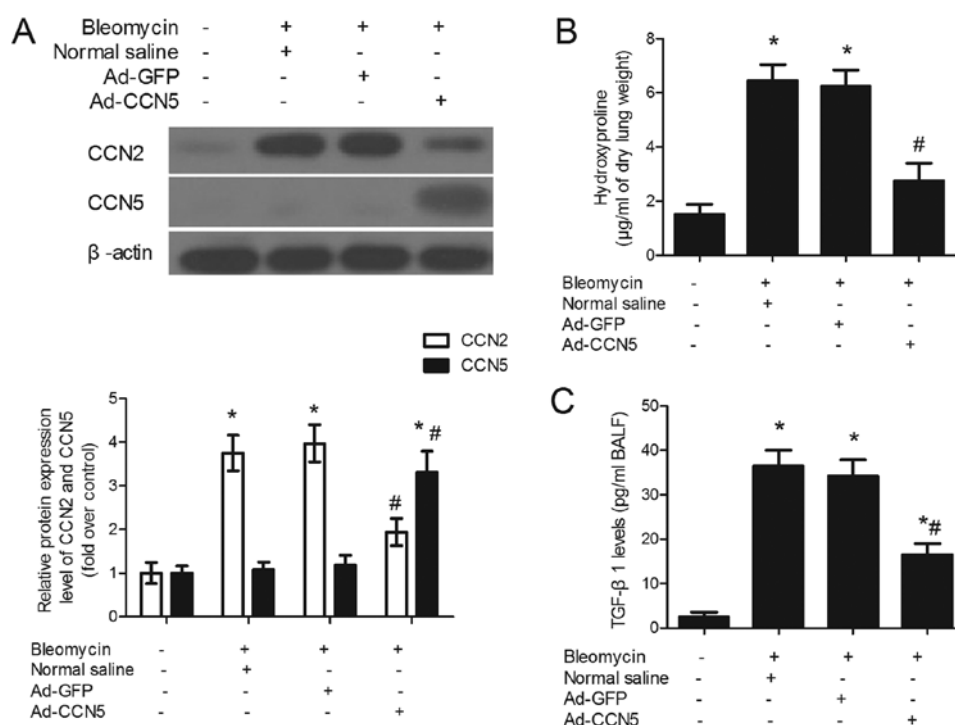 A
Bleomycin - + + +
Normal saline - + - -
Ad-GFP - - + -
Ad-CCN5 - - - +
CCN2
CCN5
β -actin
CCN2
CCN5
Relative protein expression
level of CCN2 and CCN5
(fold over control)
5
4
3
2
1
0
* * # * #
Bleomycin - + + +
Normal saline - + - -
Ad-GFP - - + -
Ad-CCN5 - - - +
B
Hydroxyproline
(μg/ml of dry lung weight)
8
6
4
2
0
* * #
Bleomycin - + + +
Normal saline - + - -
Ad-GFP - - + -
Ad-CCN5 - - - +
C
TGF-β 1 levels (pg/ml BALF)
50
40
30
20
10
0
* * *#
Bleomycin - + + +
Normal saline - + - -
Ad-GFP - - + -
Ad-CCN5 - - - +